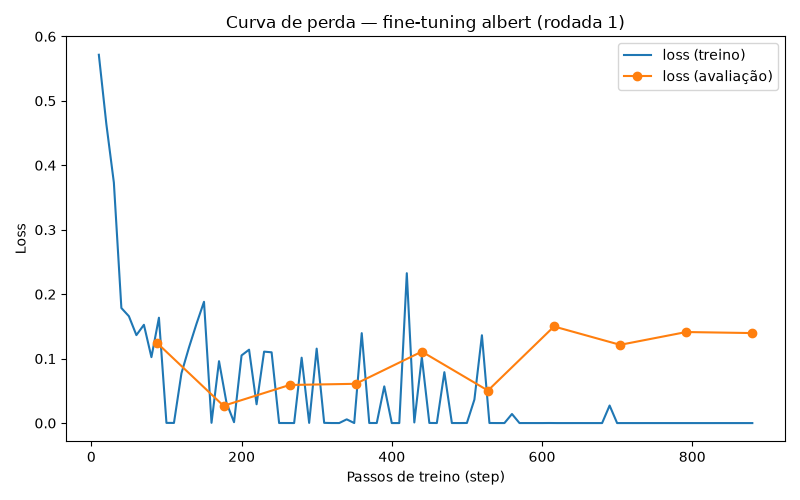 Curva de perda — fine-tuning albert (rodada 1)
loss (treino)
loss (avaliação)
Loss
0.6
0.5
0.4
0.3
0.2
0.1
0.0
0 200 400 600 800
Passos de treino (step)